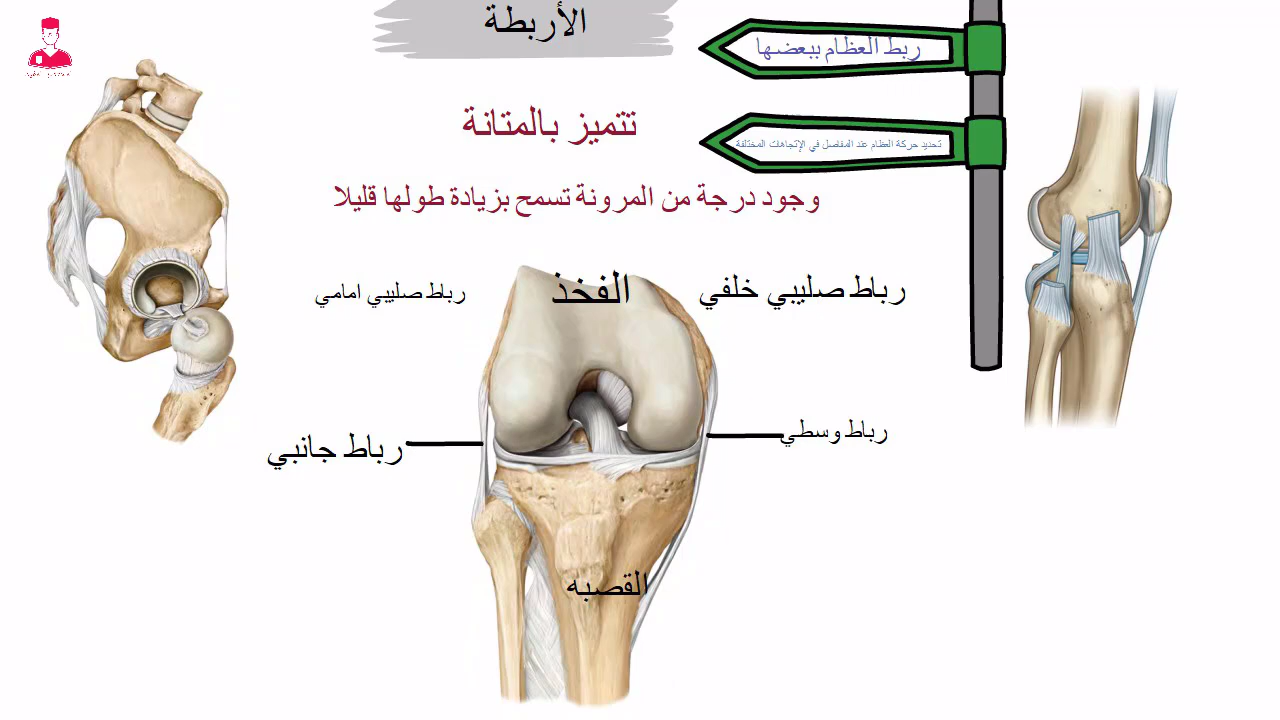 الأربطة
ربط العظام ببعضها
تتميز بالمتانة
تحديد حركة العظام عند المفاصل في الإتجاهات المختلفة
وجود درجة من المرونة تسمح بزيادة طولها قليلا
رباط صليبي خلفي
الفخذ
رباط صليبي امامي
رباط وسطي
رباط جانبي
القصبه